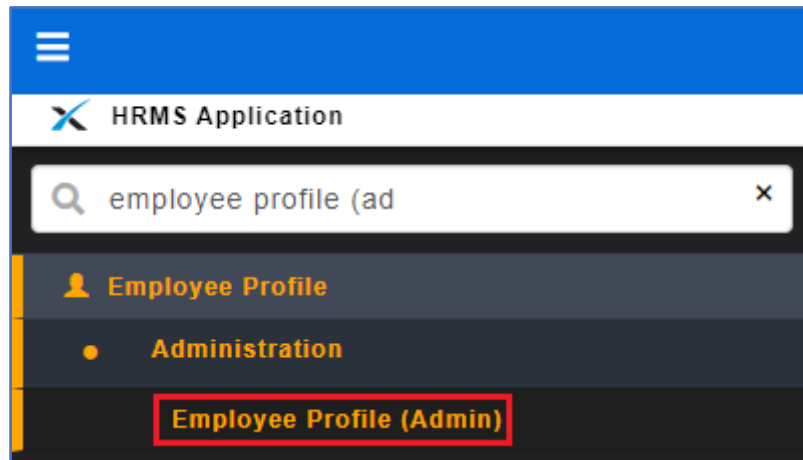 HRMS Application
employee profile (ad
Employee Profile
Administration
Employee Profile (Admin)